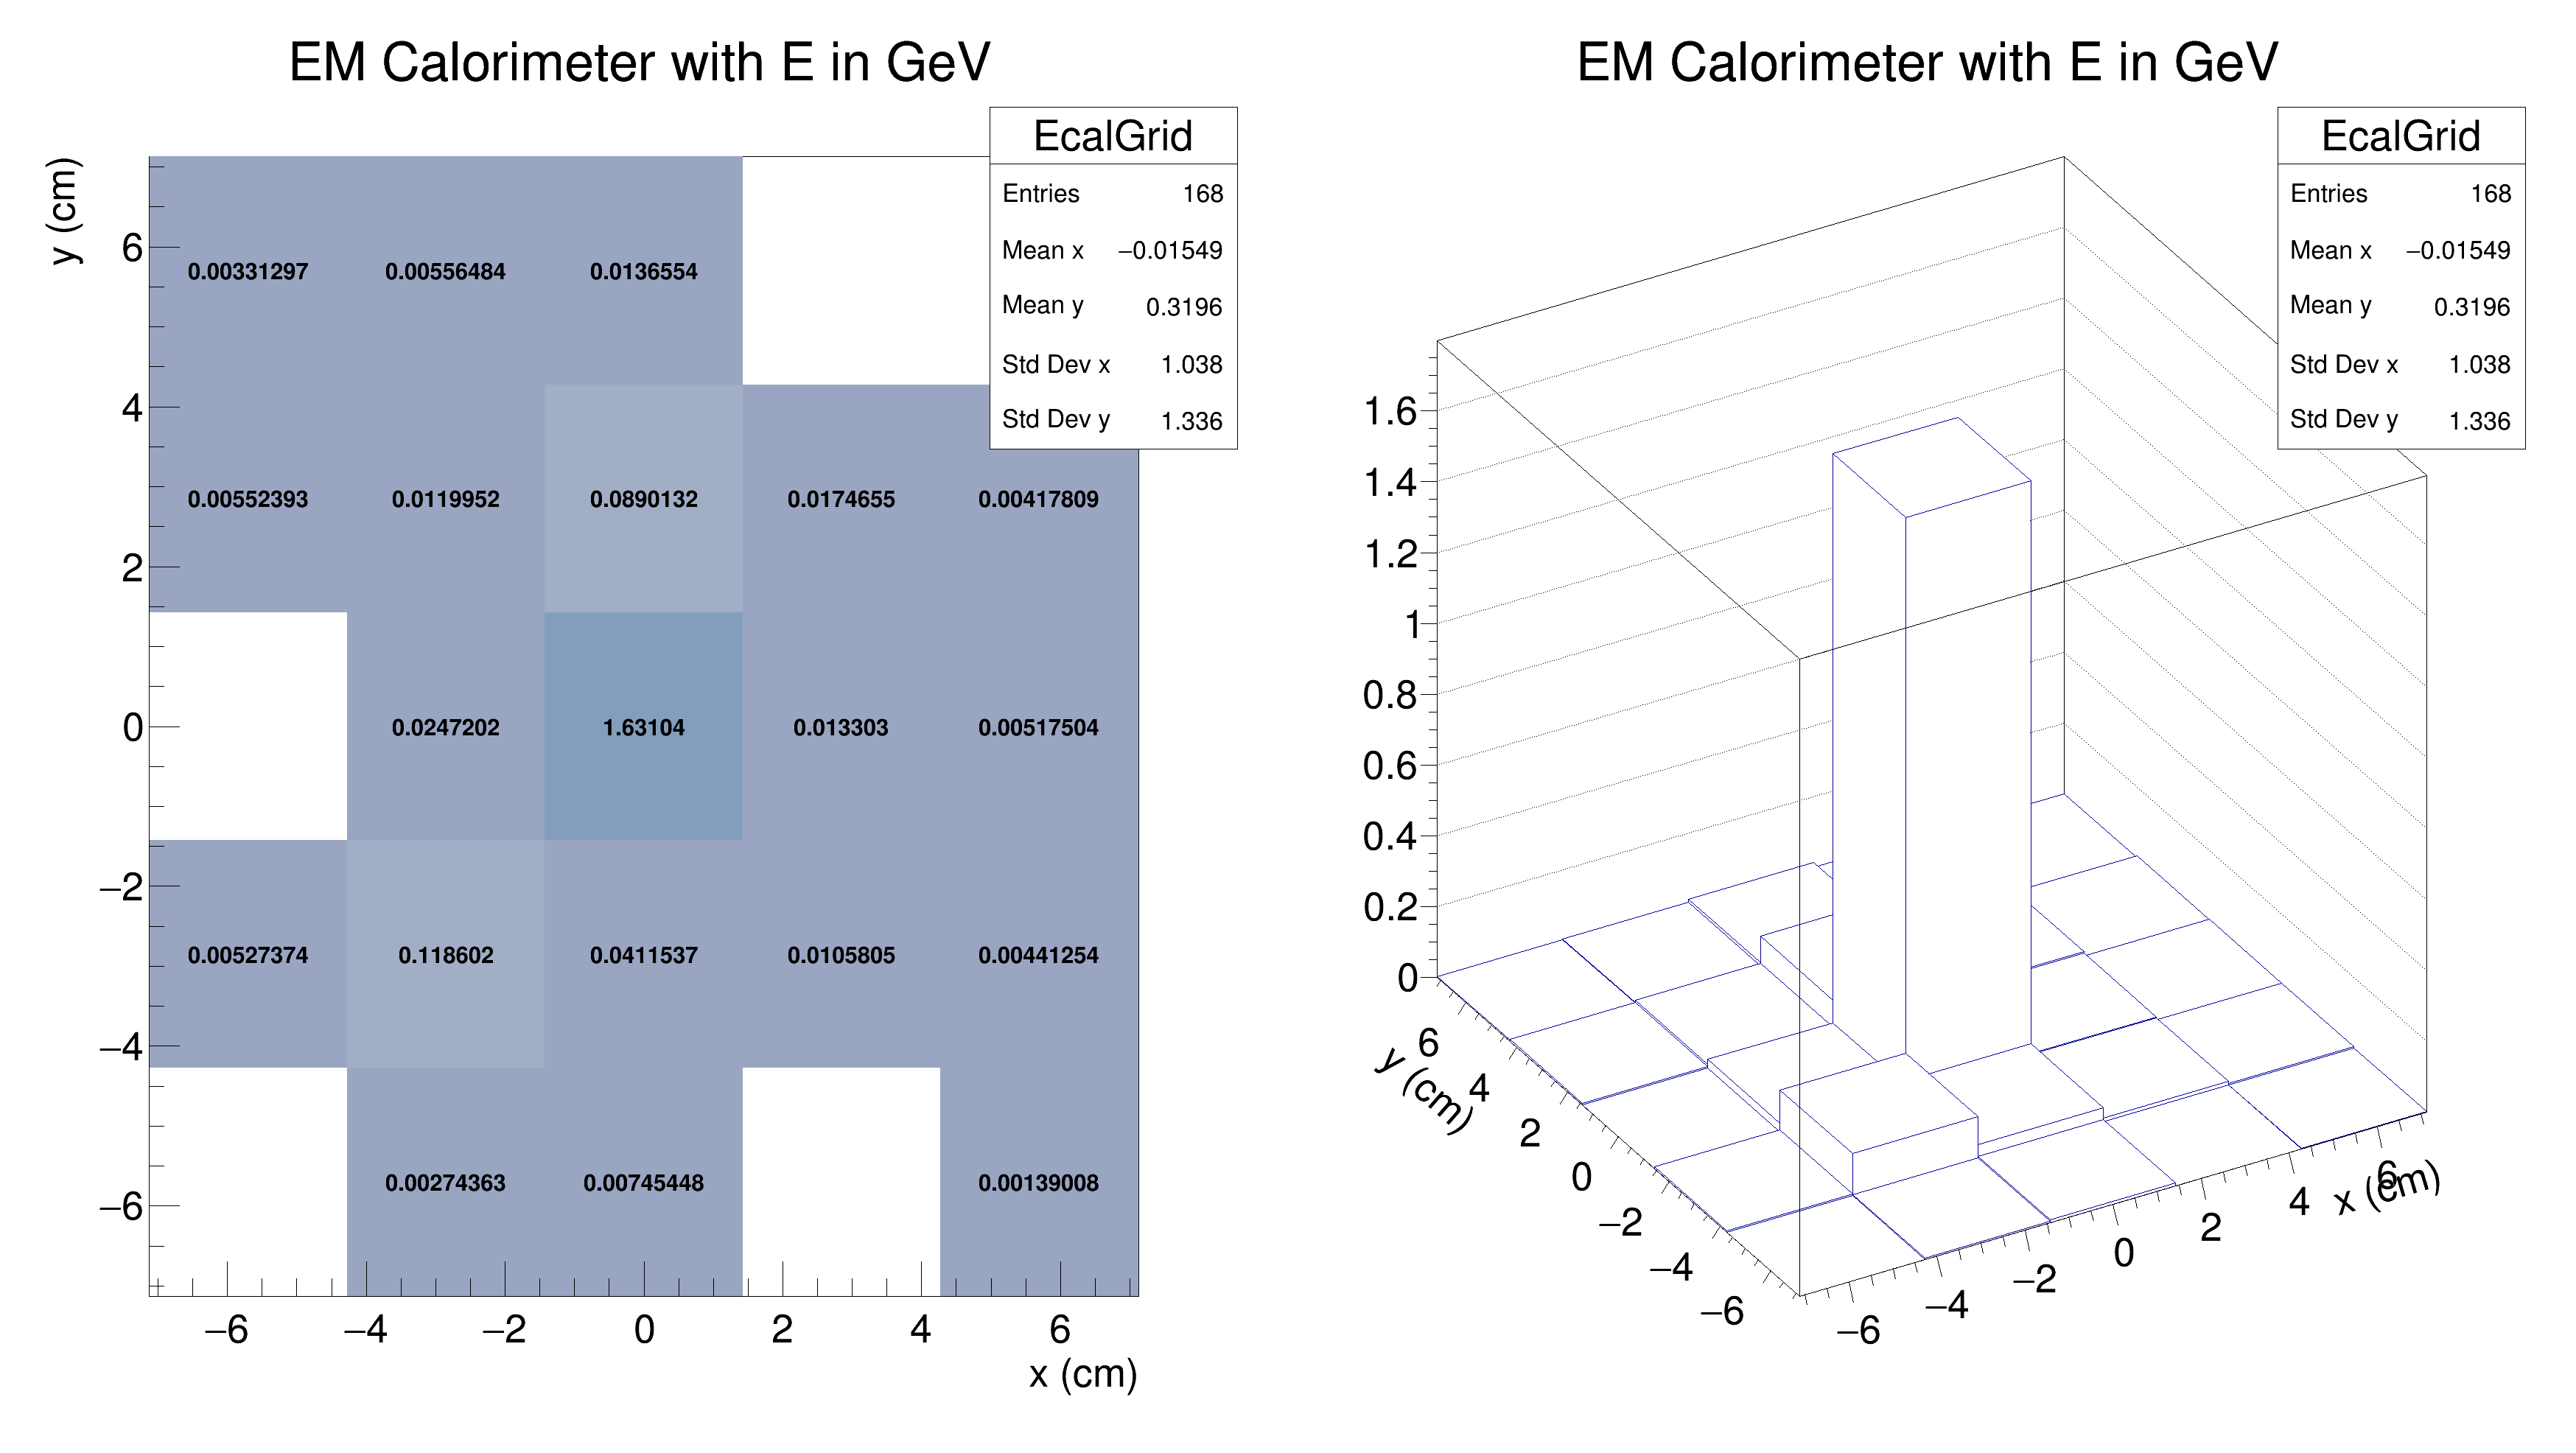 EM Calorimeter with E in GeV
EcalGrid
Entries 168
Mean x −0.01549
Mean y 0.3196
Std Dev x 1.038
Std Dev y 1.336
y (cm)
6
4
2
0
−2
−4
−6
0.00331297 0.00556484 0.0136554
0.00552393 0.0119952 0.0890132 0.0174655 0.00417809
0.0247202 1.63104 0.013303 0.00517504
0.00527374 0.118602 0.0411537 0.0105805 0.00441254
0.00274363 0.00745448 0.00139008
−6 −4 −2 0 2 4 6
x (cm)
EM Calorimeter with E in GeV
EcalGrid
Entries 168
Mean x −0.01549
Mean y 0.3196
Std Dev x 1.038
Std Dev y 1.336
1.6
1.4
1.2
1
0.8
0.6
0.4
0.2
0
6
4
2
0
−2
−4
−6
y (cm)
−6
−4
−2
0
2
4
6
x (cm)